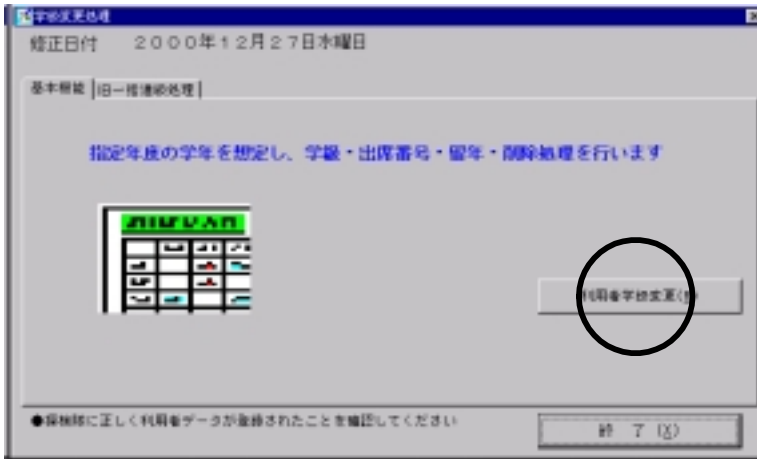 学級変更処理
修正日付 2000年12月27日水曜日
基本機能 旧一括進級処理
指定年度の学年を想定し、学級・出席番号・留年・削除処理を行います
利用者学級変更
●探検隊に正しく利用者データが登録されたことを確認してください
終 了 (X)